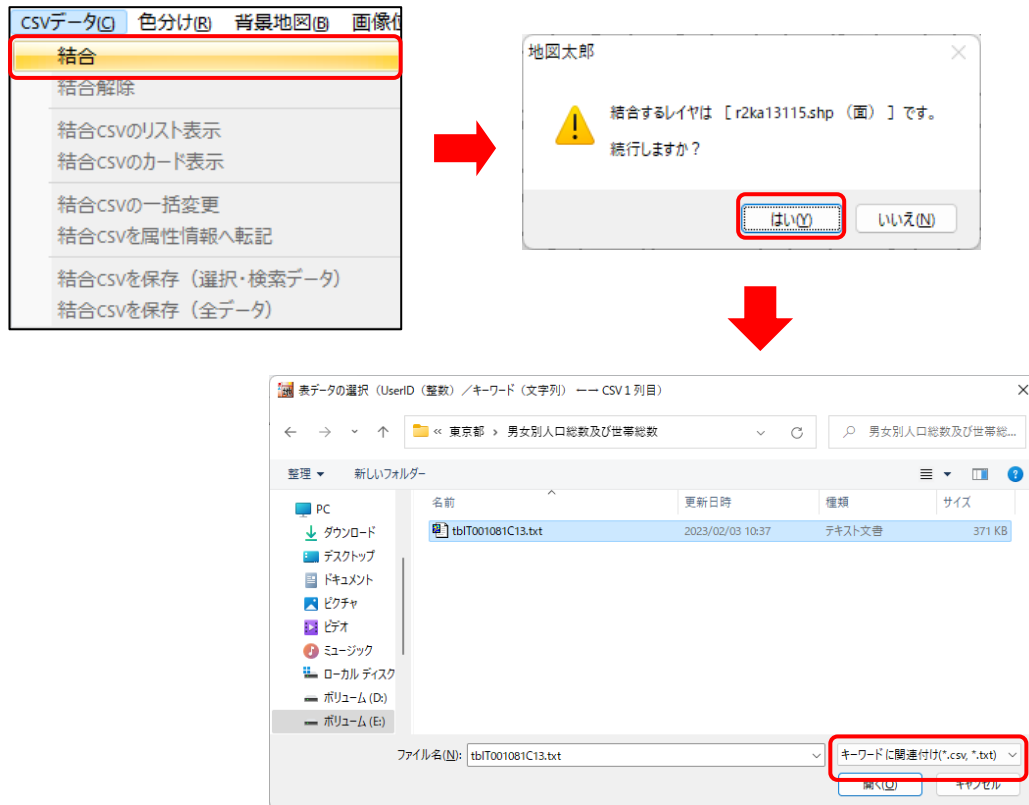 CSVデータ(C) 色分け(R) 背景地図(B) 画像
結合
結合解除
結合CSVのリスト表示
結合CSVのカード表示
結合CSVの一括変更
結合CSVを属性情報へ転記
結合CSVを保存（選択・検索データ）
結合CSVを保存（全データ）
地図太郎
結合するレイヤは ［ r2ka13115.shp （面） ］ です。
続行しますか？
はい(Y) いいえ(N)
表データの選択（UserID（整数）／キーワード（文字列） ←→ CSV１列目）
« 東京都 › 男女別人口総数及び世帯総数
男女別人口総数及び世帯総...
整理 新しいフォルダー
PC
ダウンロード
デスクトップ
ドキュメント
ピクチャ
ビデオ
ミュージック
ローカル ディスク
ボリューム (D:)
ボリューム (E:)
名前 更新日時 種類 サイズ
tblT001081C13.txt 2023/02/03 10:37 テキスト文書 371 KB
ファイル名(N): tblT001081C13.txt キーワードに関連付け(*.csv, *.txt)
開く(O) キャンセル